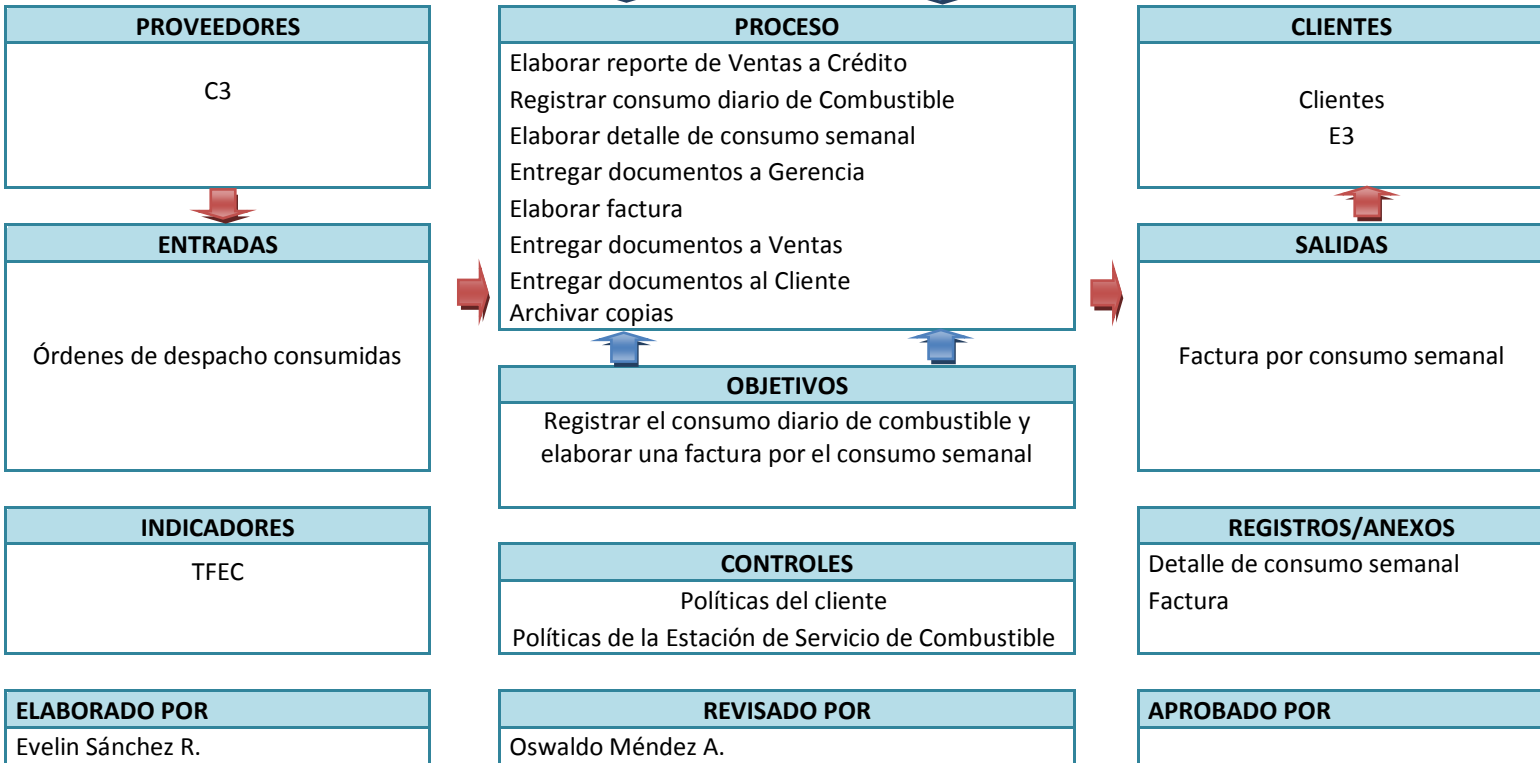 PROVEEDORES
C3
ENTRADAS
Órdenes de despacho consumidas
INDICADORES
TFEC
PROCESO
Elaborar reporte de Ventas a Crédito
Registrar consumo diario de Combustible
Elaborar detalle de consumo semanal
Entregar documentos a Gerencia
Elaborar factura
Entregar documentos a Ventas
Entregar documentos al Cliente
Archivar copias
OBJETIVOS
Registrar el consumo diario de combustible y
elaborar una factura por el consumo semanal
CONTROLES
Políticas del cliente
Políticas de la Estación de Servicio de Combustible
CLIENTES
Clientes
E3
SALIDAS
Factura por consumo semanal
REGISTROS/ANEXOS
Detalle de consumo semanal
Factura
ELABORADO POR
Evelin Sánchez R.
REVISADO POR
Oswaldo Méndez A.
APROBADO POR